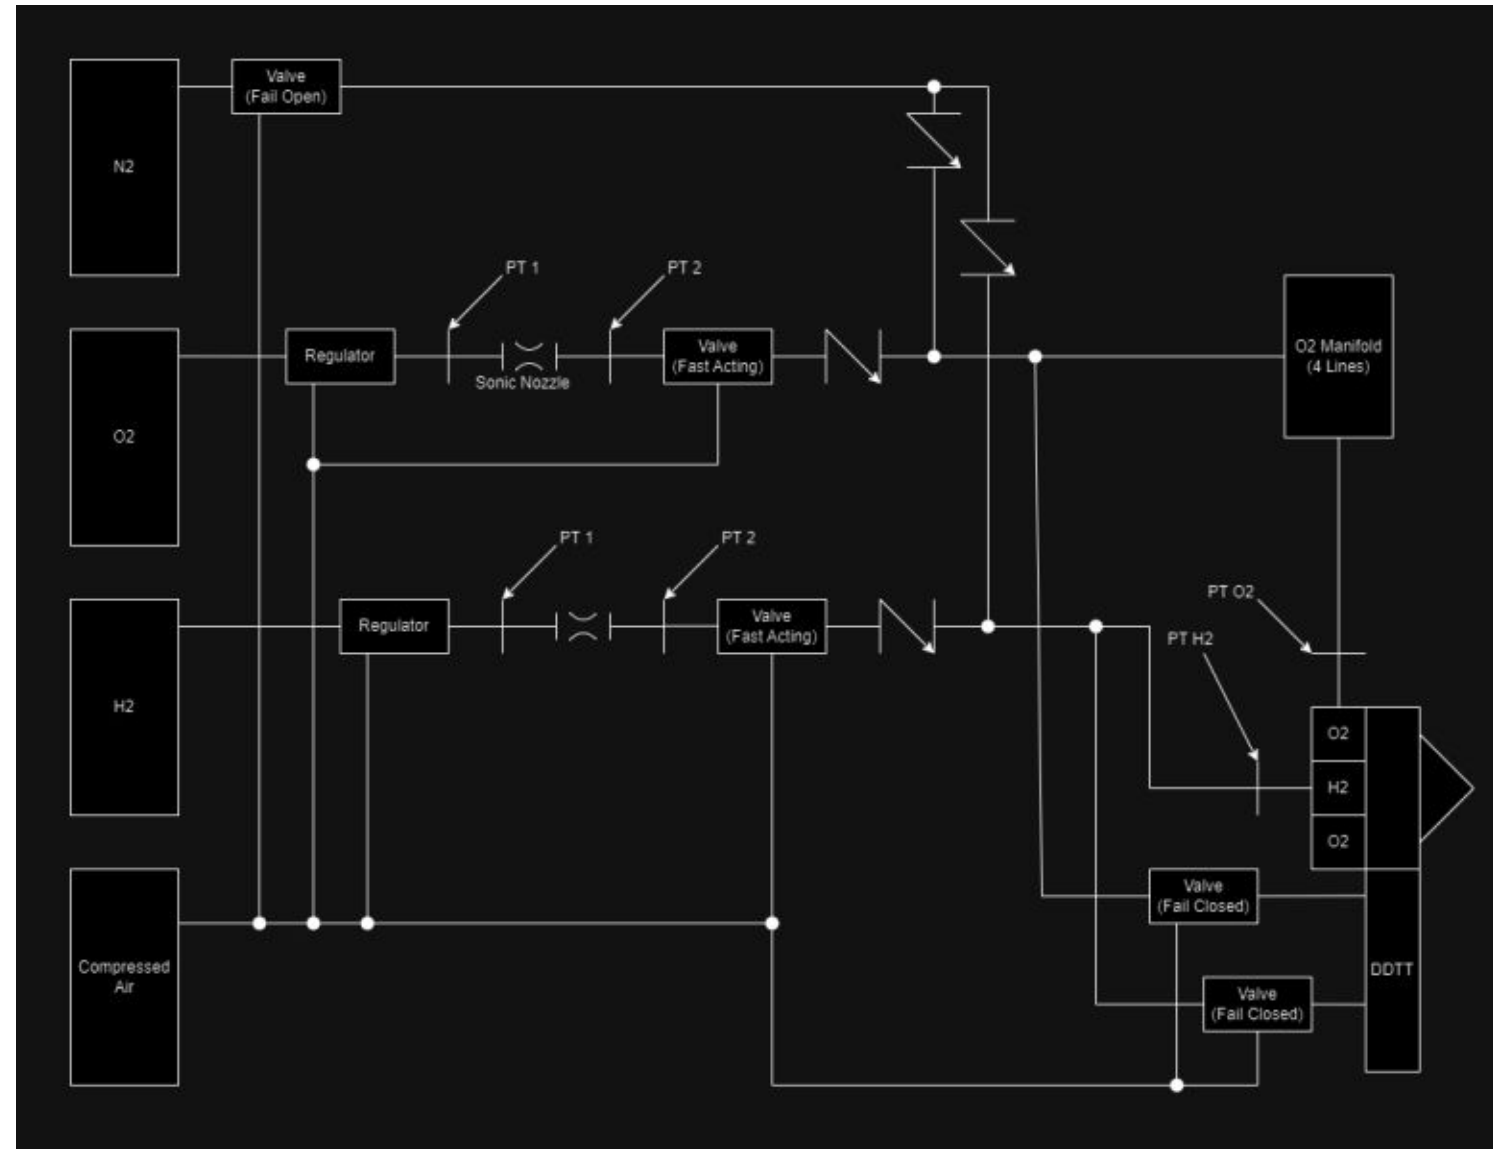 Valve
(Fail Open)
N2
PT 1
PT 2
Regulator
Sonic Nozzle
Valve
(Fast Acting)
O2 Manifold
(4 Lines)
O2
PT 1
PT 2
Regulator
Valve
(Fast Acting)
PT O2
PT H2
H2
O2
H2
O2
Valve
(Fail Closed)
Compressed
Air
DDTT
Valve
(Fail Closed)